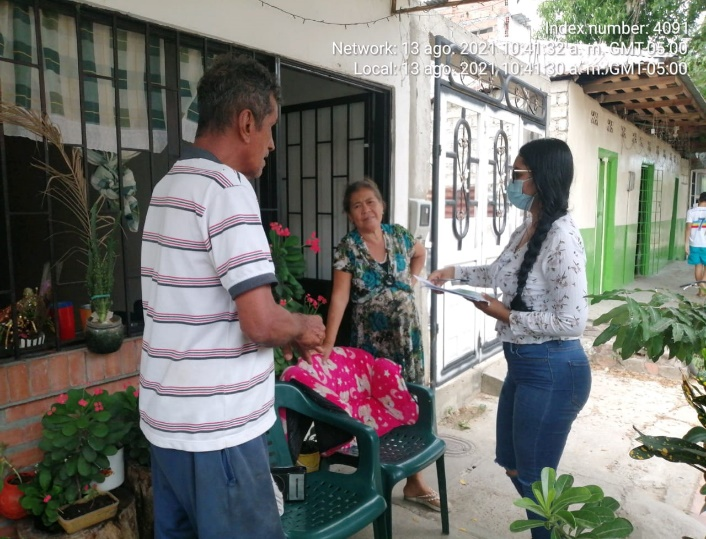 Index number: 4091
Network: 13 ago. 2021 10:41:32 a. m. GMT-05:00
Local: 13 ago. 2021 10:41:30 a. m. GMT-05:00